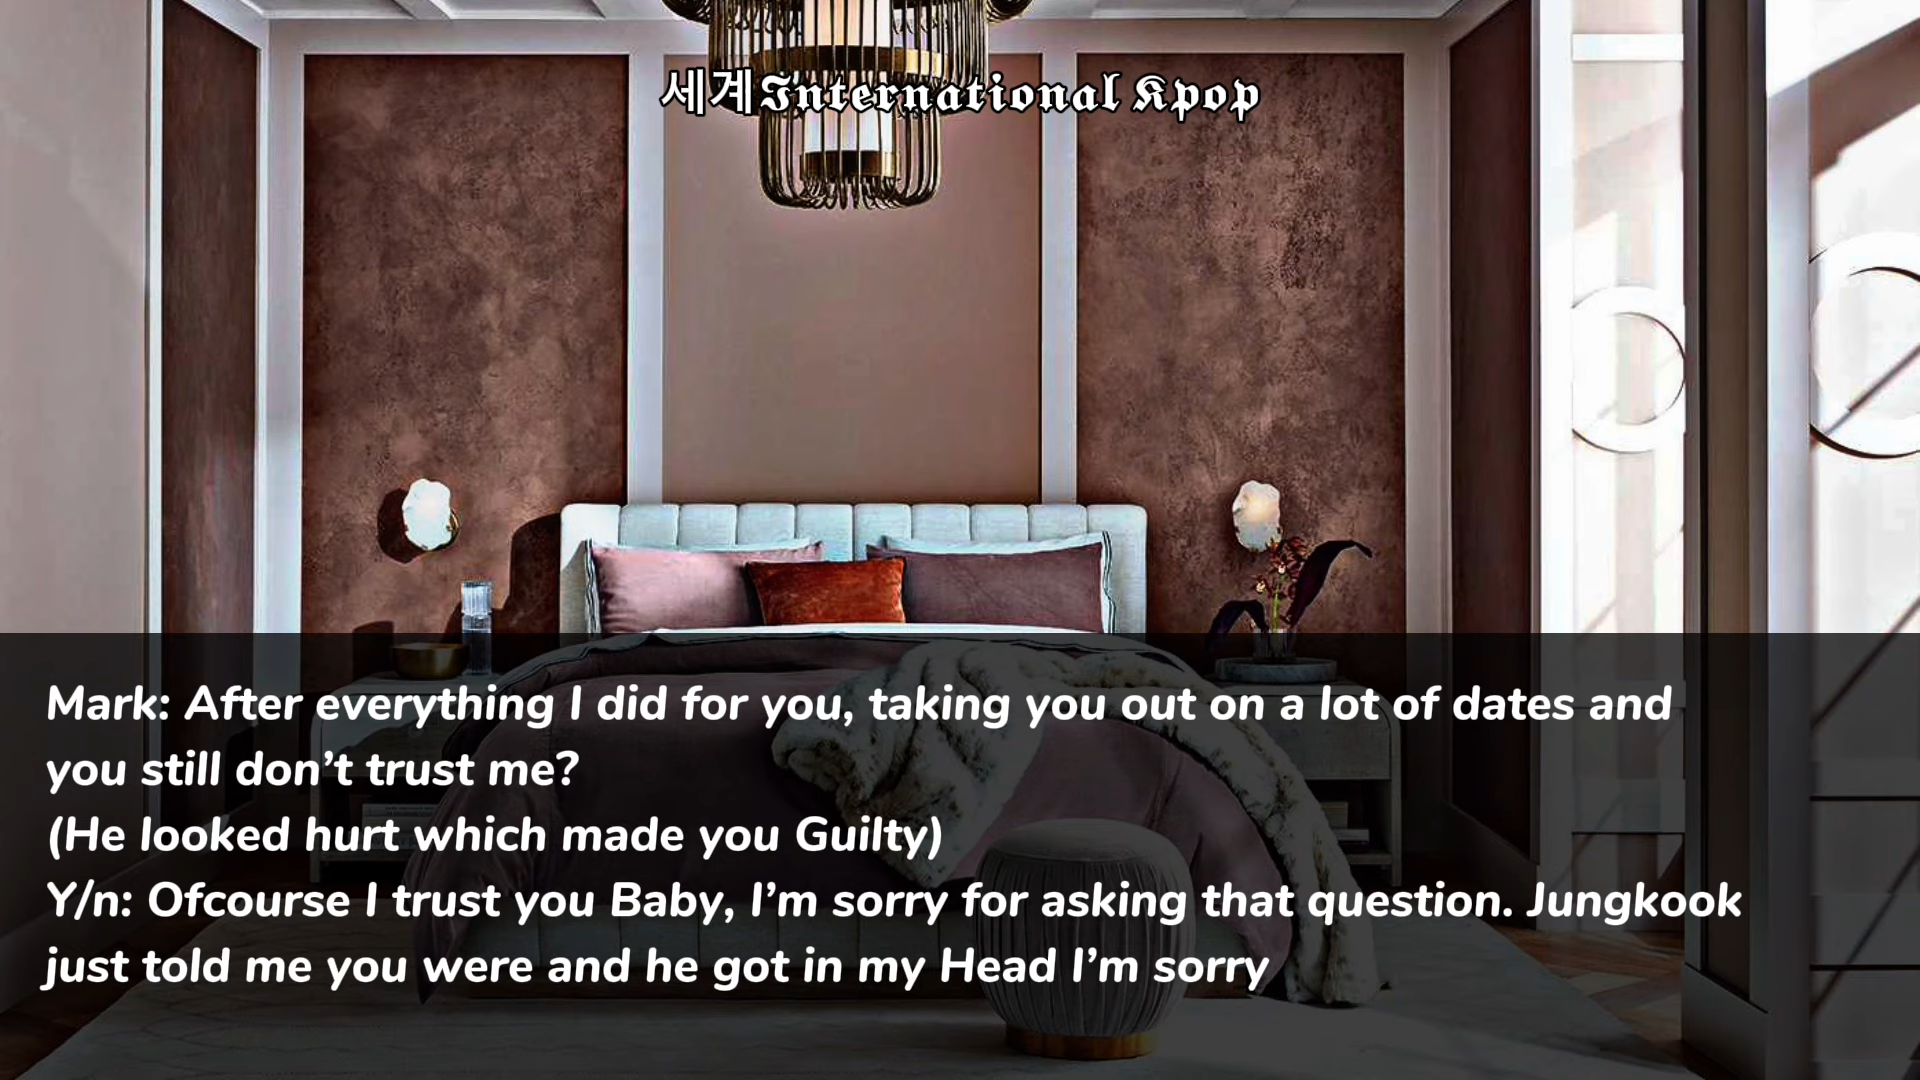 세계International Kpop
Mark: After everything I did for you, taking you out on a lot of dates and
you still don’t trust me?
(He looked hurt which made you Guilty)
Y/n: Ofcourse I trust you Baby, I’m sorry for asking that question. Jungkook
just told me you were and he got in my Head I’m sorry